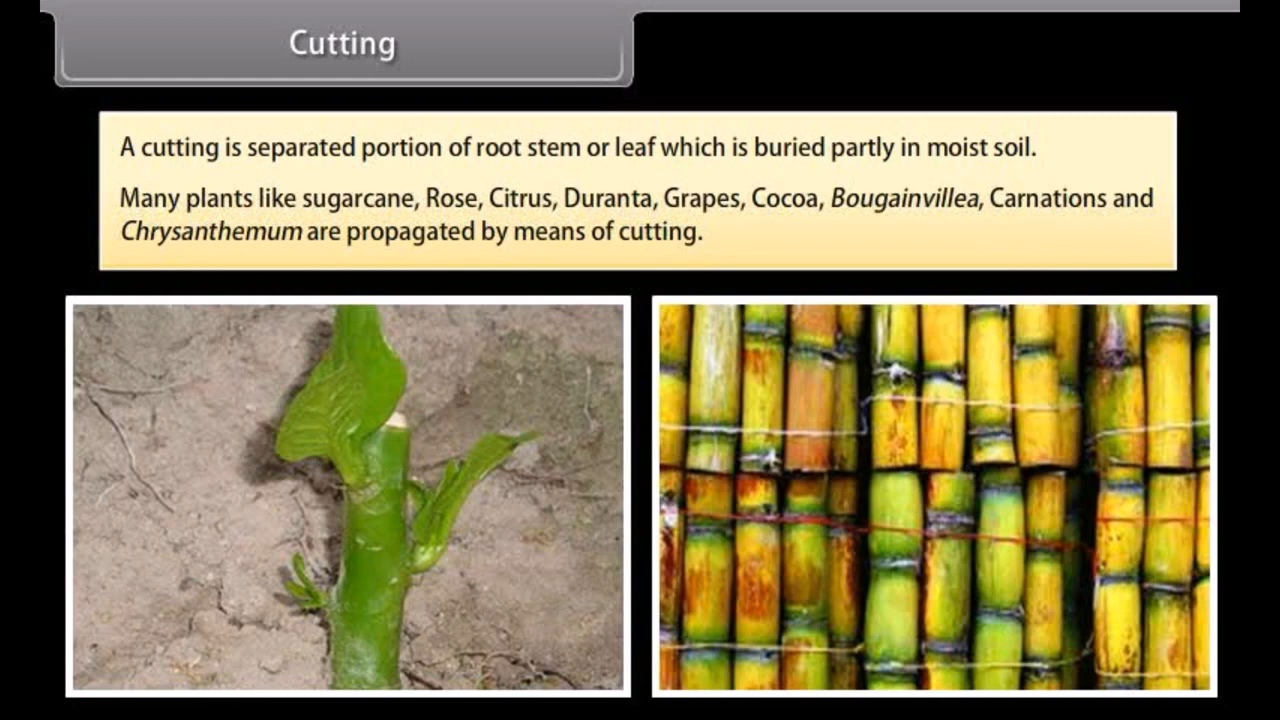 Cutting
A cutting is separated portion of root stem or leaf which is buried partly in moist soil.
Many plants like sugarcane, Rose, Citrus, Duranta, Grapes, Cocoa, Bougainvillea, Carnations and
Chrysanthemum are propagated by means of cutting.